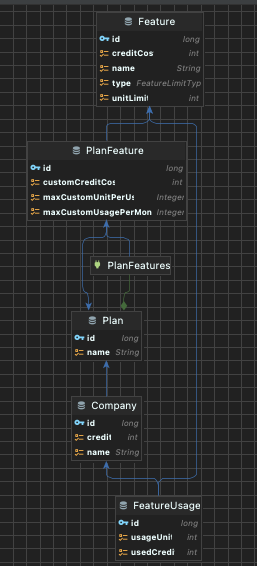 Feature
id long
creditCos int
name String
type FeatureLimitTyp
unitLimit int
PlanFeature
id long
customCreditCos int
maxCustomUnitPerUs Integer
maxCustomUsagePerMon Integer
PlanFeatures
Plan
id long
name String
Company
id long
credit int
name String
FeatureUsage
id long
usageUnit int
usedCredi int